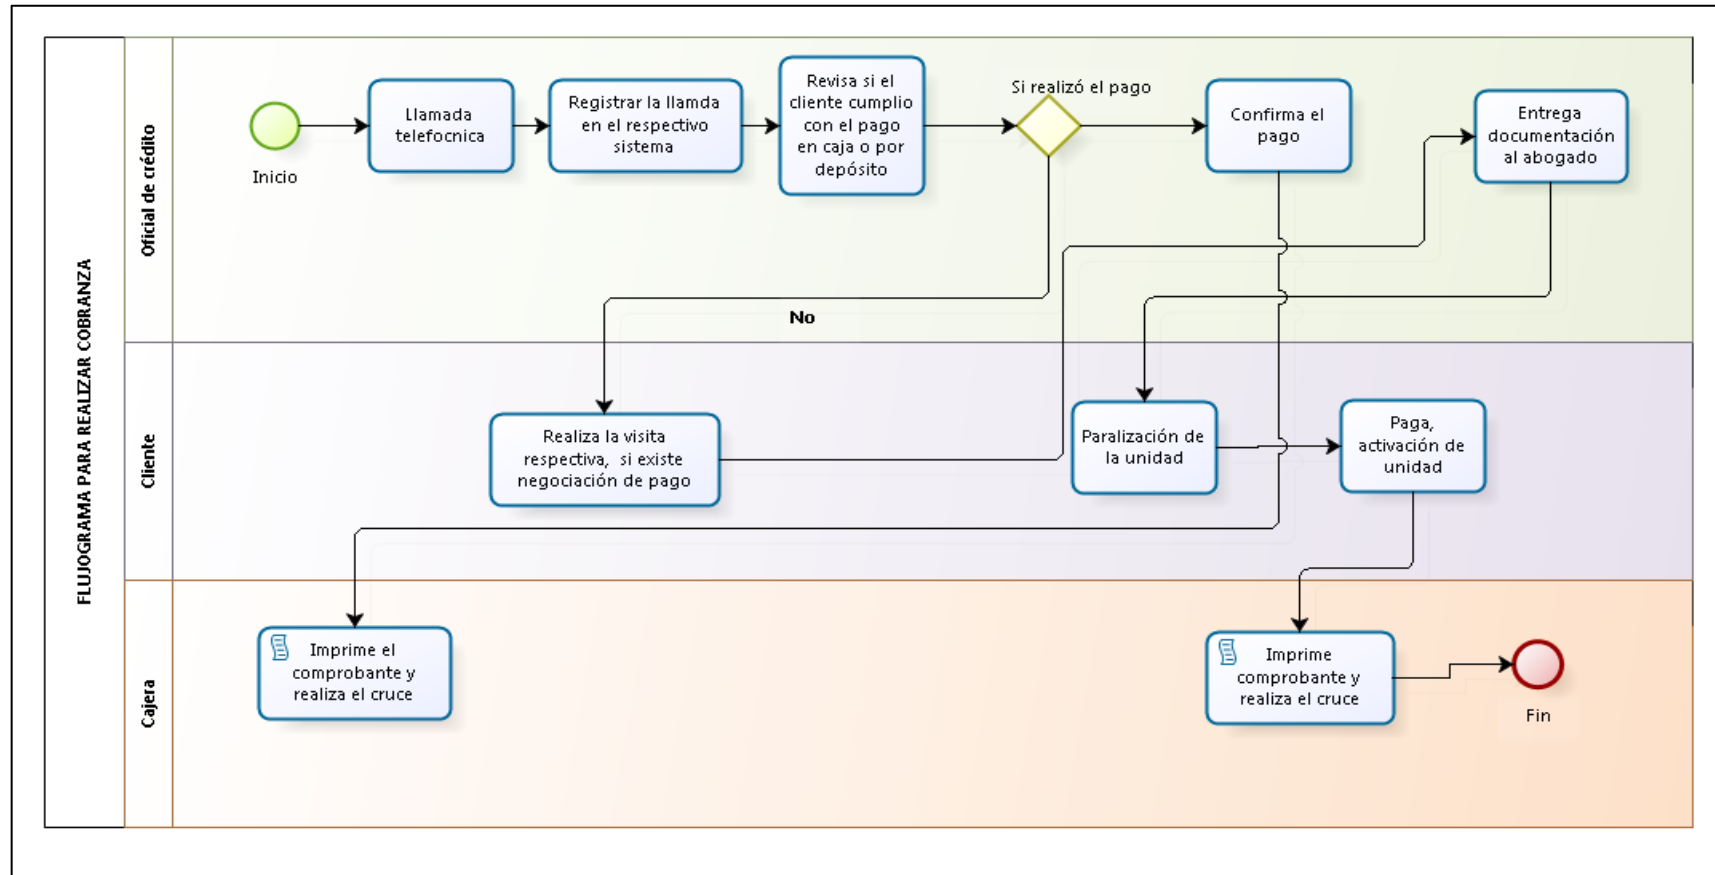 FLUJOGRAMA PARA REALIZAR COBRANZA
Oficial de crédito
Inicio
Llamada
telefocnica
Registrar la llamda
en el respectivo
sistema
Revisa si el
cliente cumplio
con el pago
en caja o por
depósito
Si realizó el pago
Confirma el
pago
Entrega
documentación
al abogado
No
Cliente
Realiza la visita
respectiva, si existe
negociación de pago
Paralización de
la unidad
Paga,
activación de
unidad
Cajera
Imprime el
comprobante y
realiza el cruce
Imprime
comprobante y
realiza el cruce
Fin